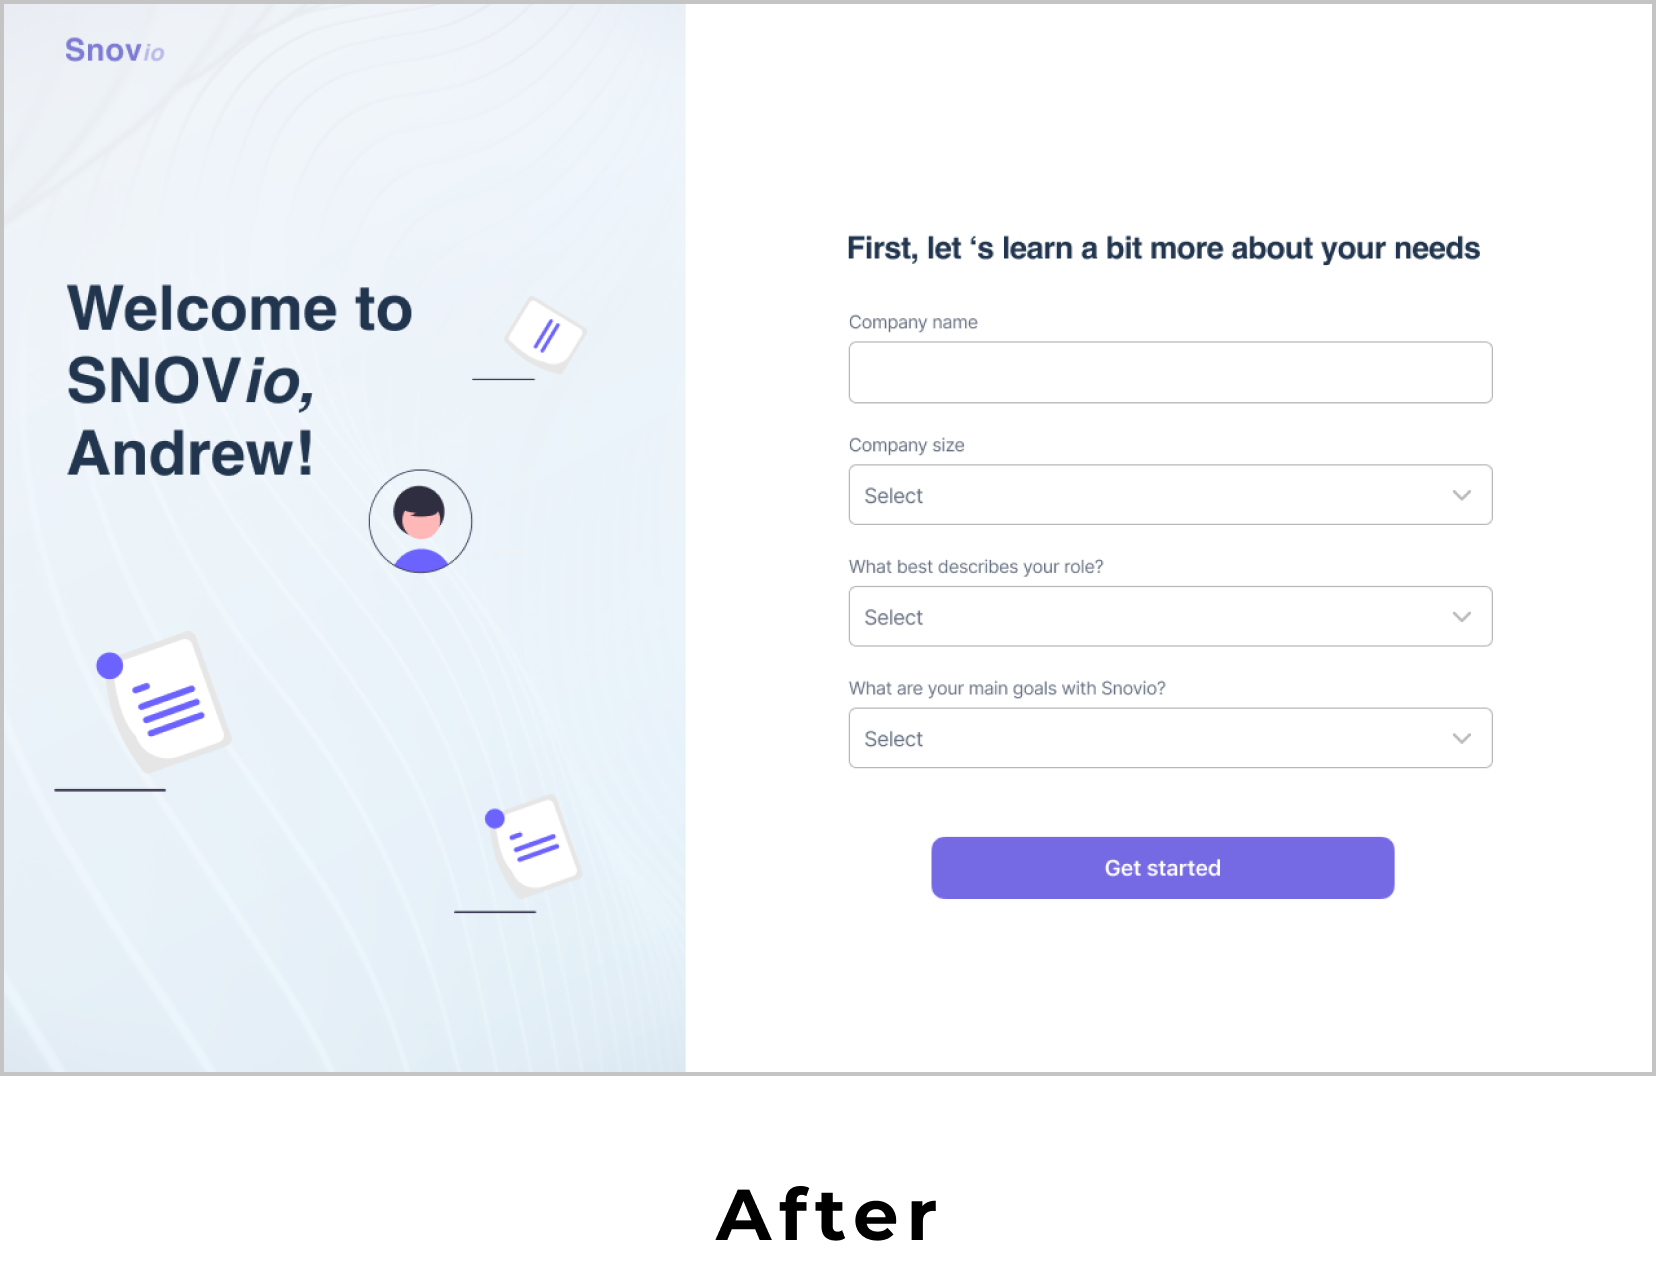 Snovio
Welcome to
SNOVio,
Andrew!
First, let ‘s learn a bit more about your needs
Company name
Company size
Select
What best describes your role?
Select
What are your main goals with Snovio?
Select
Get started
After